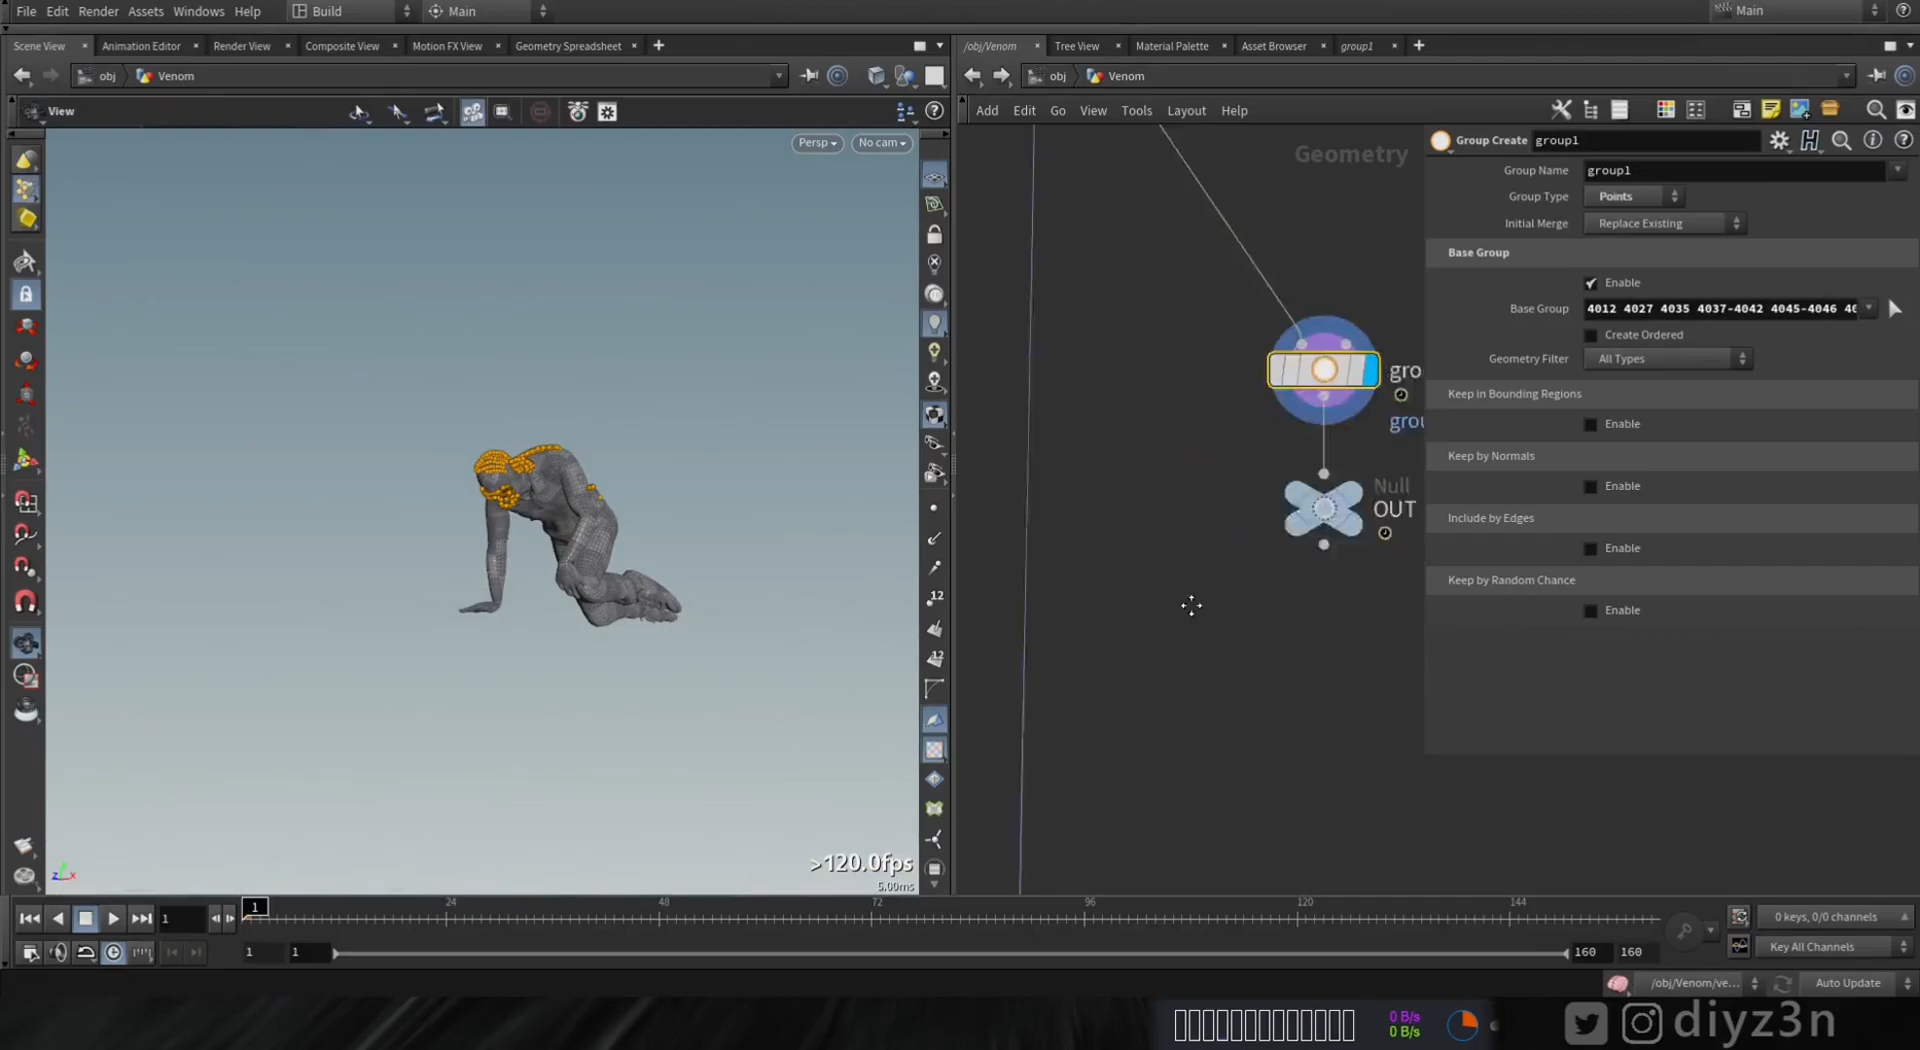 File Edit Render Assets Windows Help Build Main Main
Scene View Animation Editor Render View Composite View Motion FX View Geometry Spreadsheet
/obj/Venom Tree View Material Palette Asset Browser group1
obj Venom
obj Venom
View
Add Edit Go View Tools Layout Help
Persp No cam
Geometry
Group Create group1
Group Name group1
Group Type Points
Initial Merge Replace Existing
Base Group
Enable
Base Group 4012 4027 4035 4037-4042 4045-4046
Create Ordered
Geometry Filter All Types
Keep in Bounding Regions
Enable
Keep by Normals
Enable
Include by Edges
Enable
Keep by Random Chance
Enable
gro
grou
Null
OUT
12
12
>120.0fps
5.00ms
z x
1 1 24 48 72 96 120 144
0 keys, 0/0 channels
1 1 160 160 Key All Channels
/obj/Venom/ve... Auto Update
0 B/s
0 B/s
diyz3n